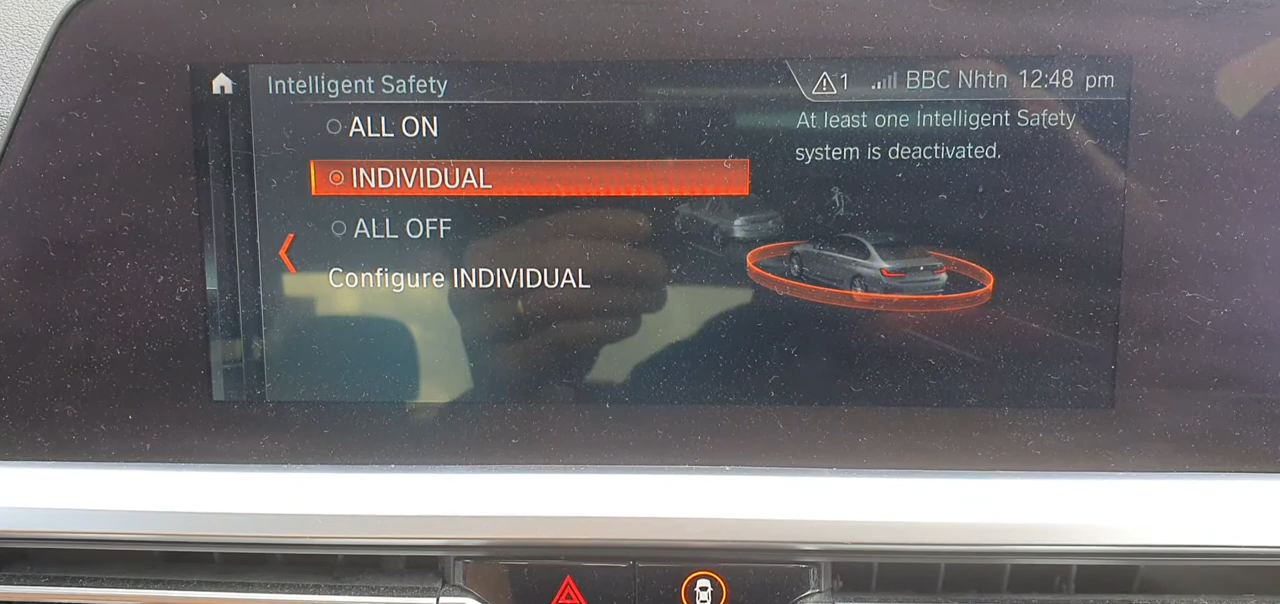 Intelligent Safety
1 BBC Nhtn 12:48 pm
ALL ON
INDIVIDUAL
ALL OFF
Configure INDIVIDUAL
At least one Intelligent Safety
system is deactivated.